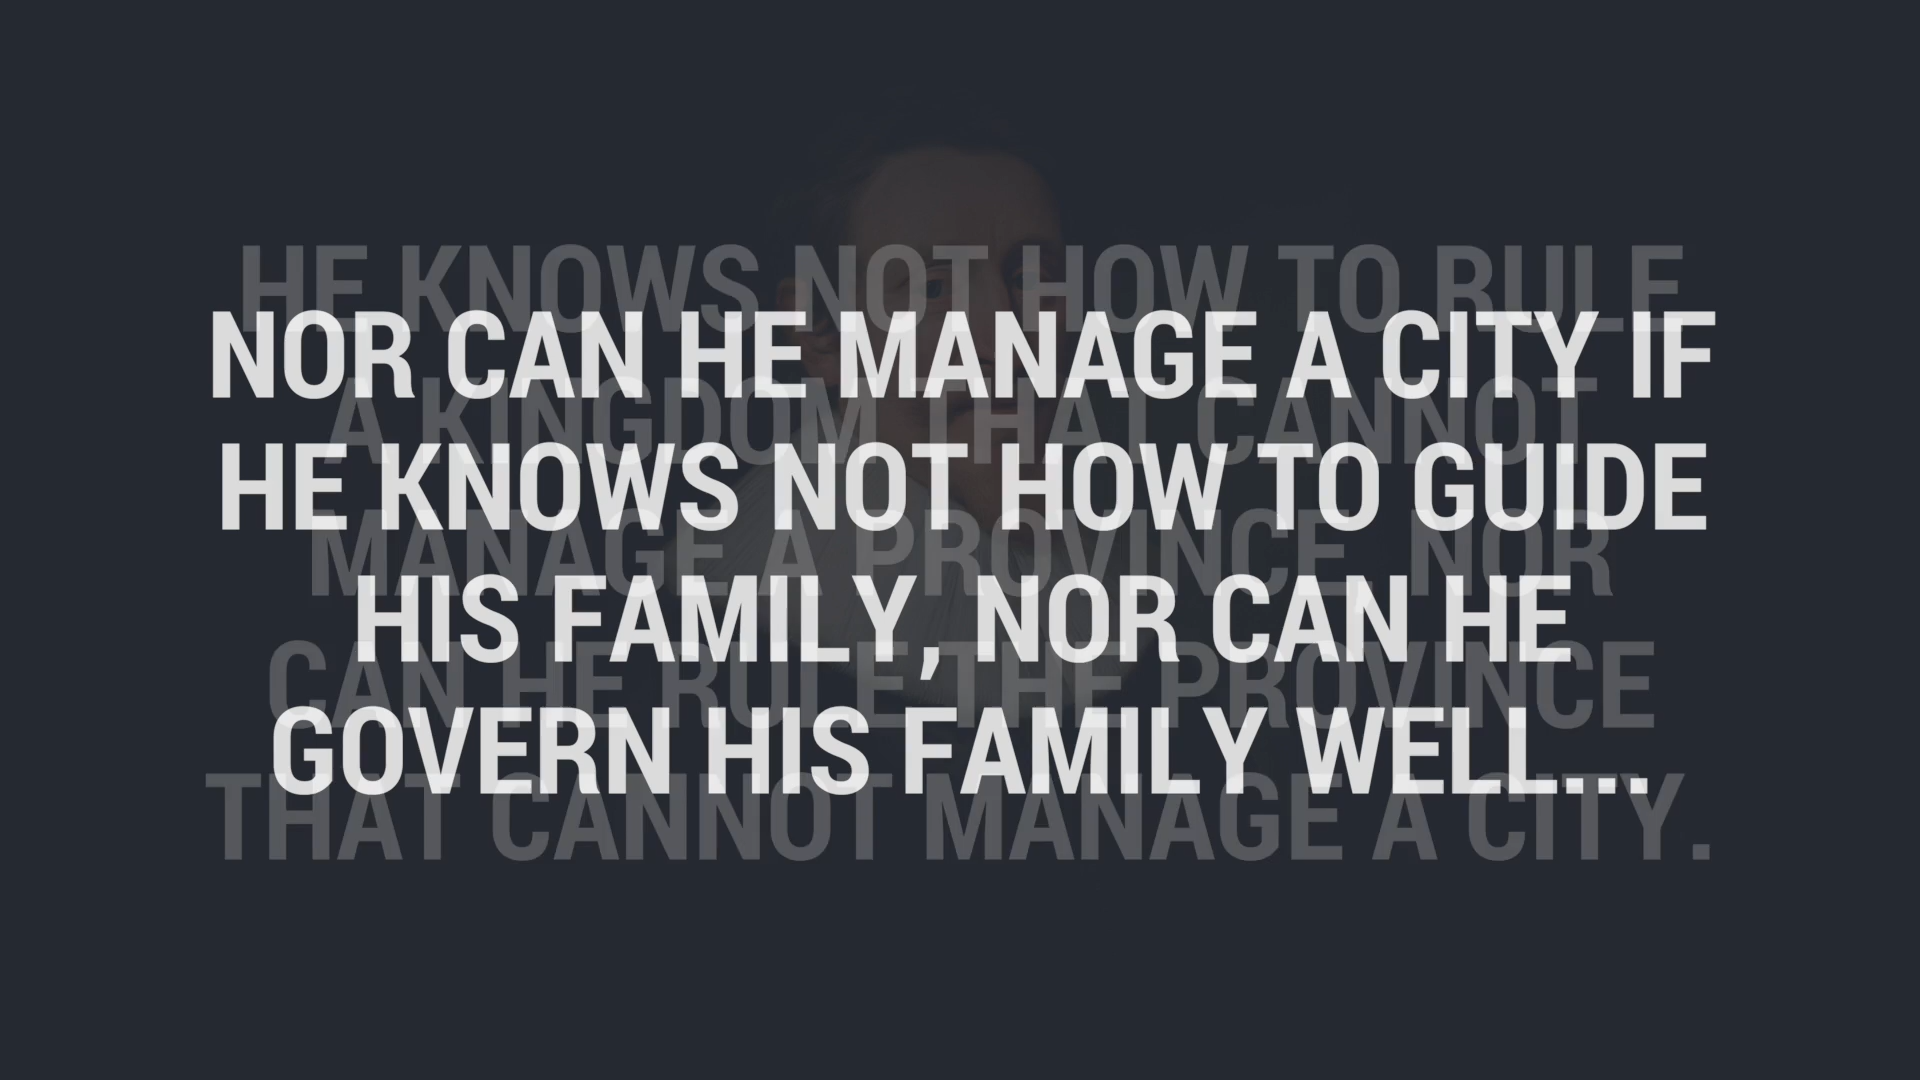 HE KNOWS NOT HOW TO RULE
A KINGDOM THAT CANNOT
MANAGE A PROVINCE, NOR
CAN HE RULE THE PROVINCE
THAT CANNOT MANAGE A CITY.
NOR CAN HE MANAGE A CITY IF
HE KNOWS NOT HOW TO GUIDE
HIS FAMILY, NOR CAN HE
GOVERN HIS FAMILY WELL...